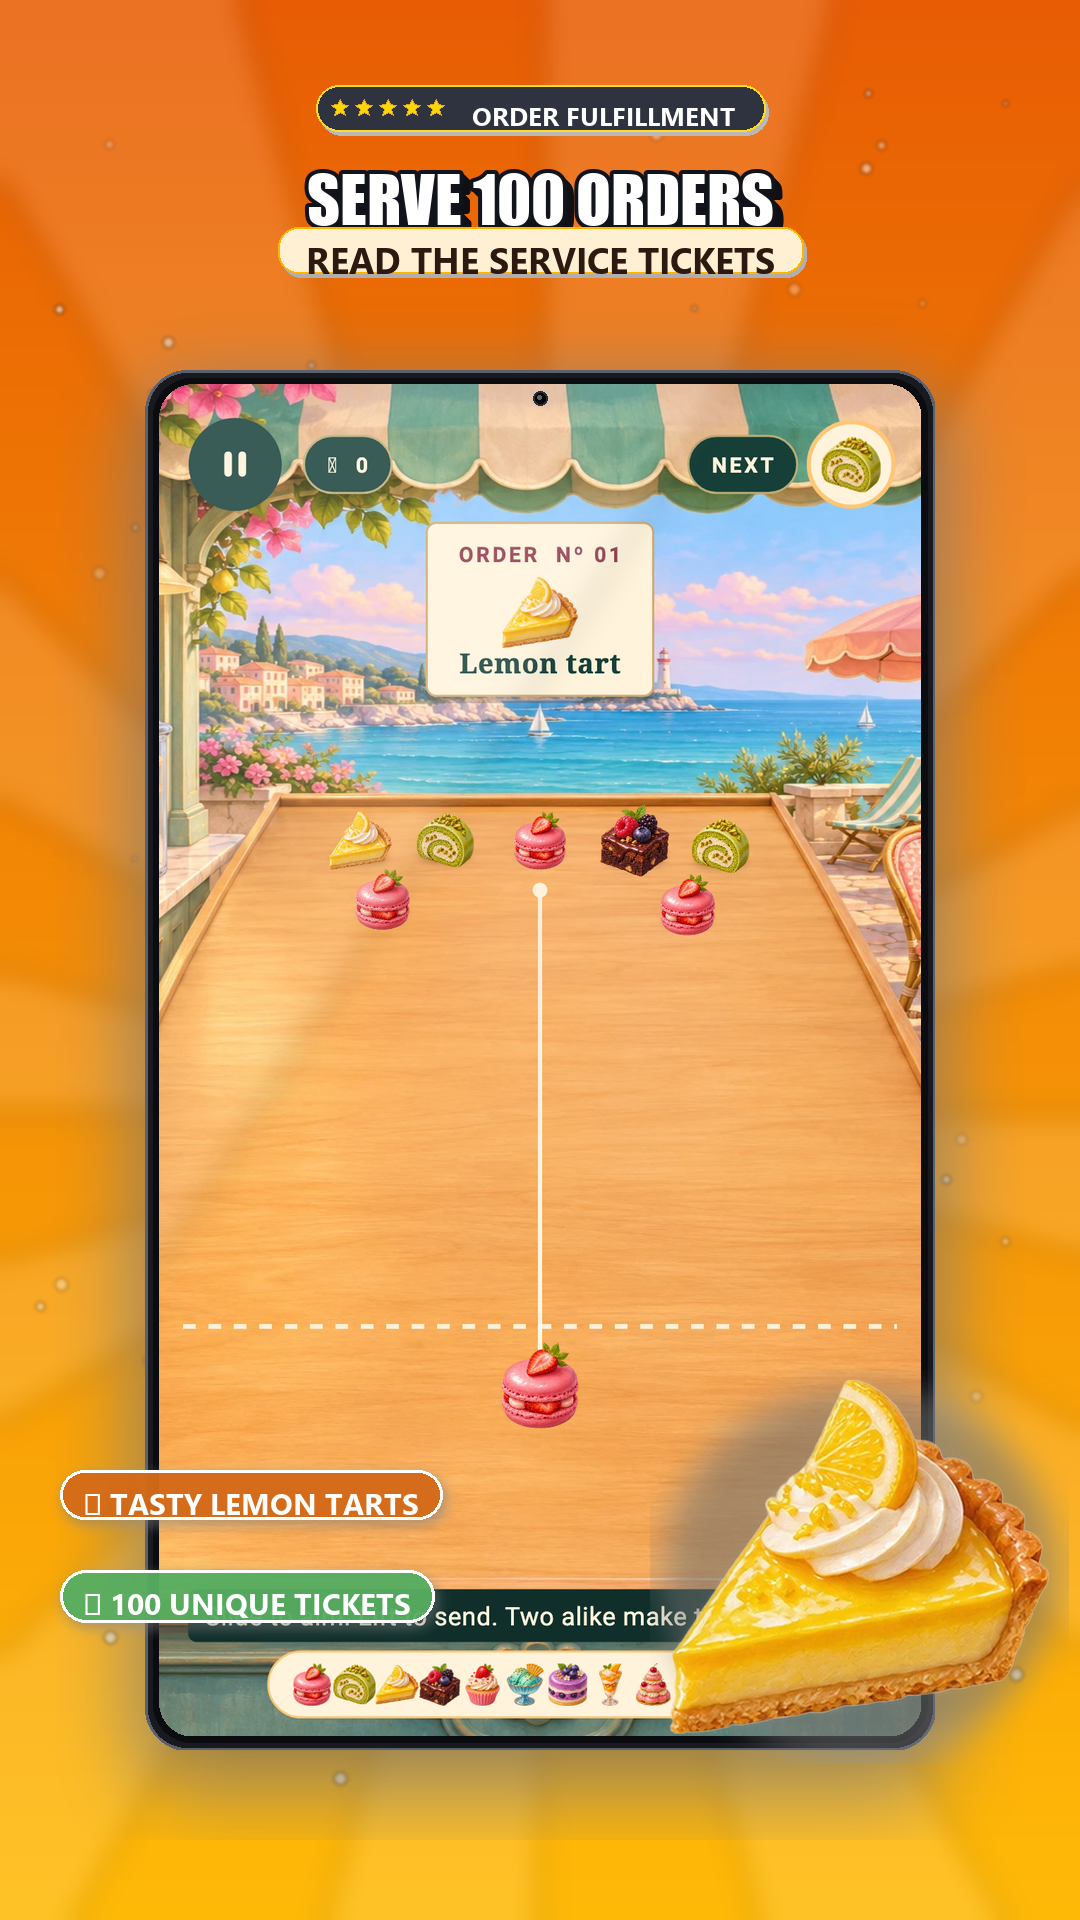 ORDER FULFILLMENT
SERVE 100 ORDERS
READ THE SERVICE TICKETS
0
NEXT
ORDER Nº 01
Lemon tart
TASTY LEMON TARTS
100 UNIQUE TICKETS
send. Two alike make